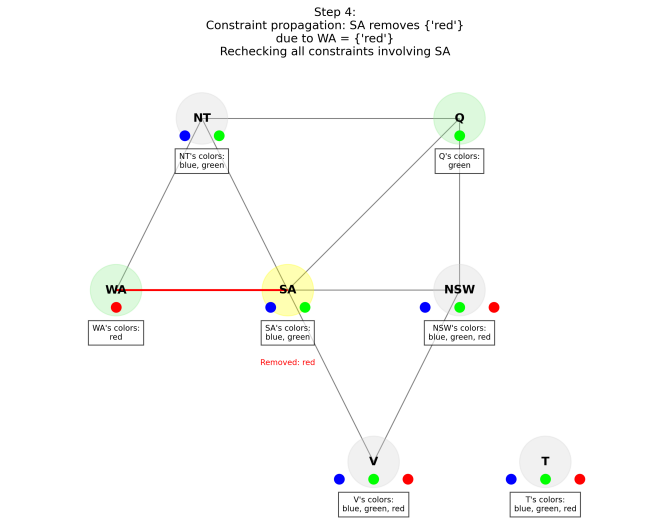 Step 4:
Constraint propagation: SA removes {'red'}
due to WA = {'red'}
Rechecking all constraints involving SA
NT
NT's colors:
blue, green
Q
Q's colors:
green
WA
WA's colors:
red
SA
SA's colors:
blue, green
Removed: red
NSW
NSW's colors:
blue, green, red
V
V's colors:
blue, green, red
T
T's colors:
blue, green, red